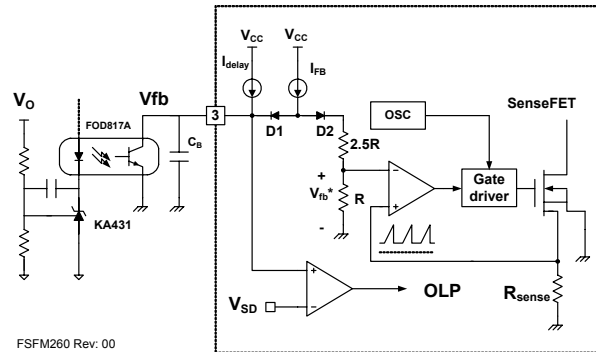 VCC VCC
Idelay IFB
VO Vfb 3 D1 D2 OSC SenseFET
FOD817A
CB
2.5R
+
Vfb*
-
R
−
+
Gate
driver
KA431
VSD
+
−
OLP
Rsense
FSFM260 Rev: 00